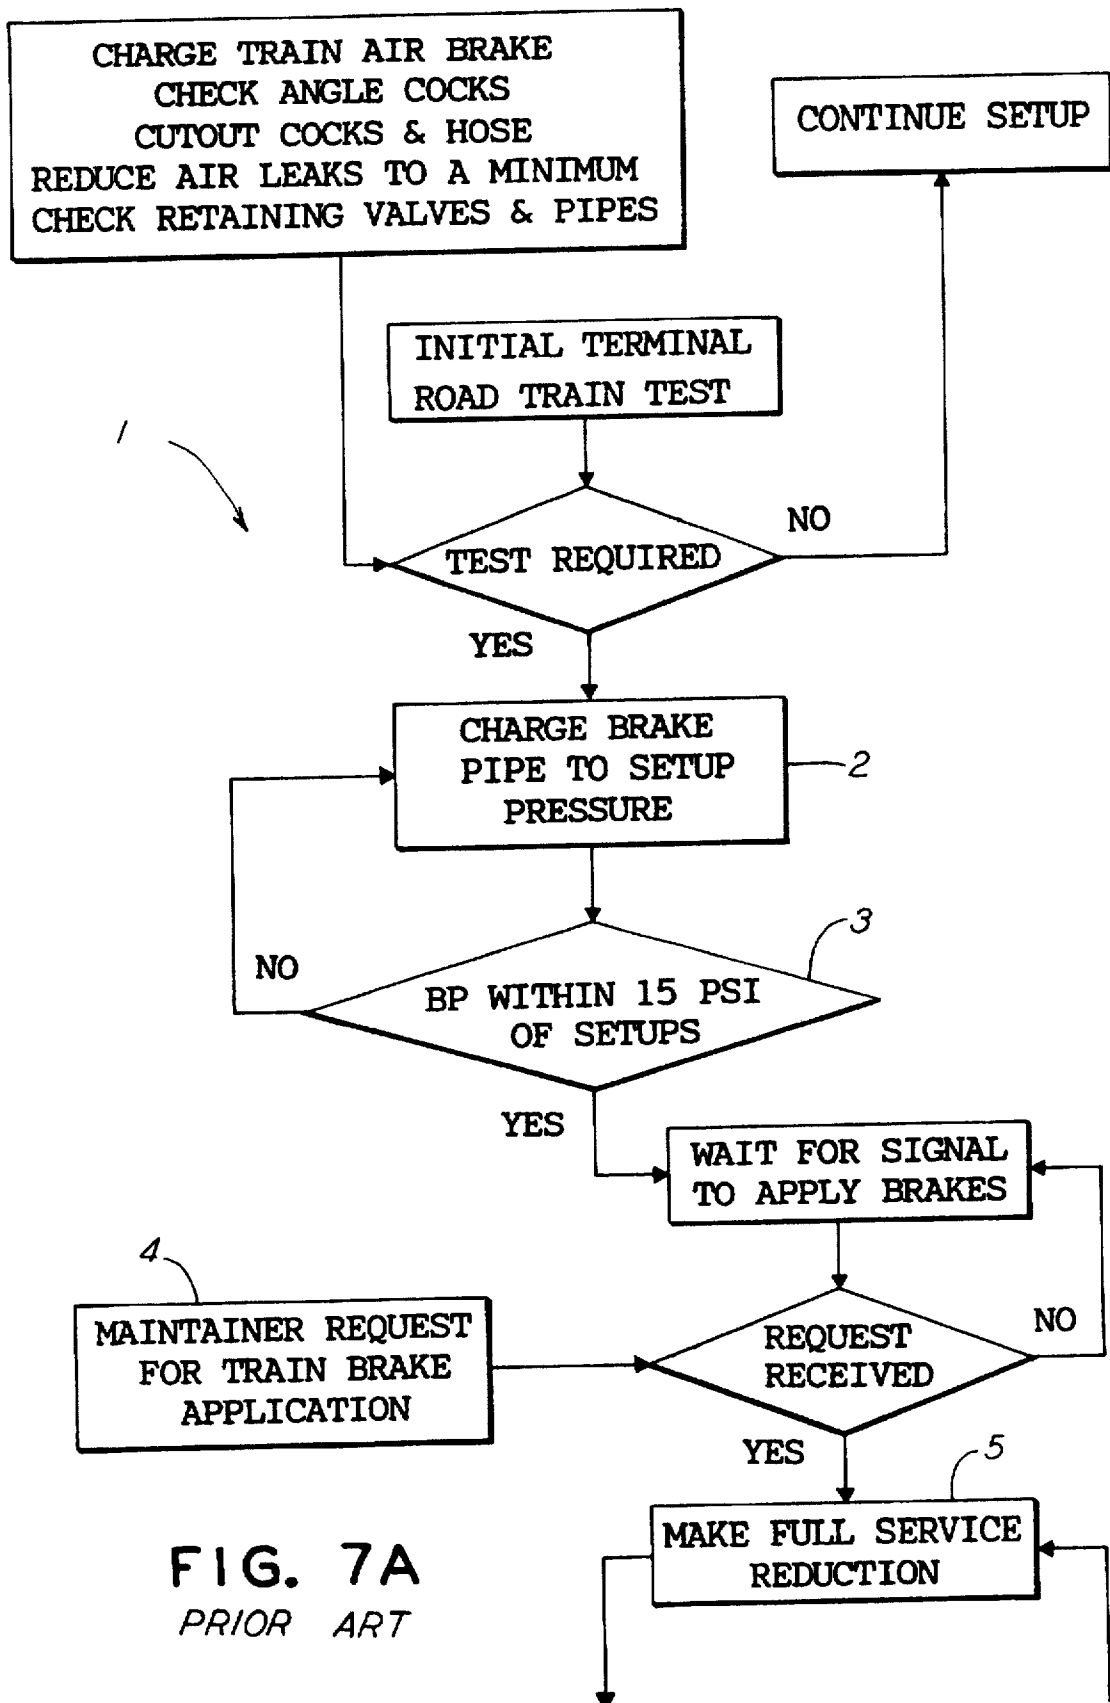 CHARGE TRAIN AIR BRAKE
CHECK ANGLE COCKS
CUTOUT COCKS & HOSE
REDUCE AIR LEAKS TO A MINIMUM
CHECK RETAINING VALVES & PIPES
CONTINUE SETUP
INITIAL TERMINAL
ROAD TRAIN TEST
1
TEST REQUIRED
NO
YES
CHARGE BRAKE
PIPE TO SETUP
PRESSURE
2
3
BP WITHIN 15 PSI
OF SETUPS
NO
YES
WAIT FOR SIGNAL
TO APPLY BRAKES
4
MAINTAINER REQUEST
FOR TRAIN BRAKE
APPLICATION
REQUEST
RECEIVED
NO
YES
5
MAKE FULL SERVICE
REDUCTION
FIG. 7A
PRIOR ART